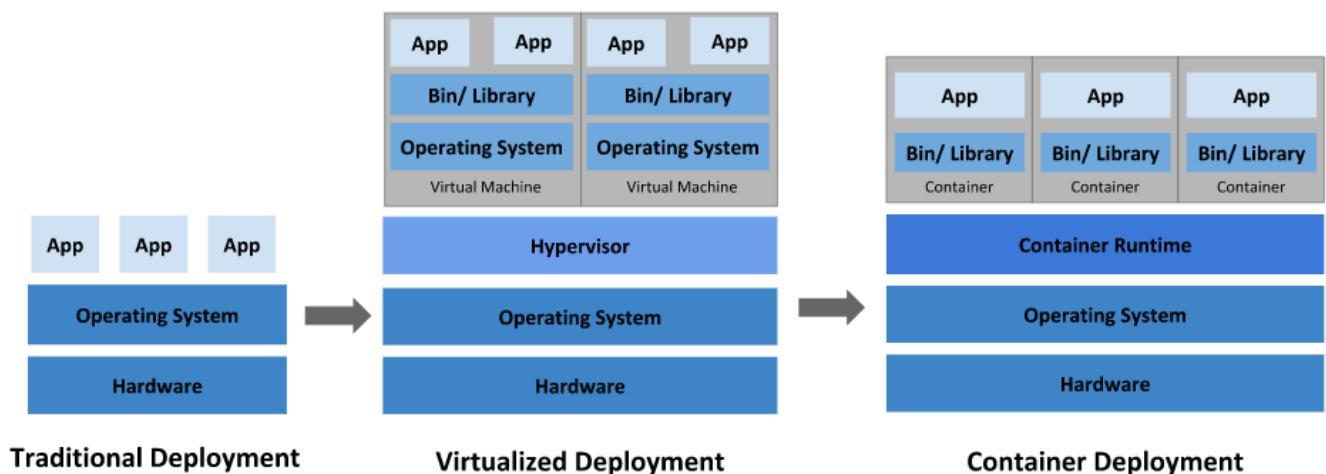 App App App
Operating System
Hardware
Traditional Deployment
App App App App
Bin/ Library Bin/ Library
Operating System Operating System
Virtual Machine Virtual Machine
Hypervisor
Operating System
Hardware
Virtualized Deployment
App App App
Bin/ Library Bin/ Library Bin/ Library
Container Container Container
Container Runtime
Operating System
Hardware
Container Deployment